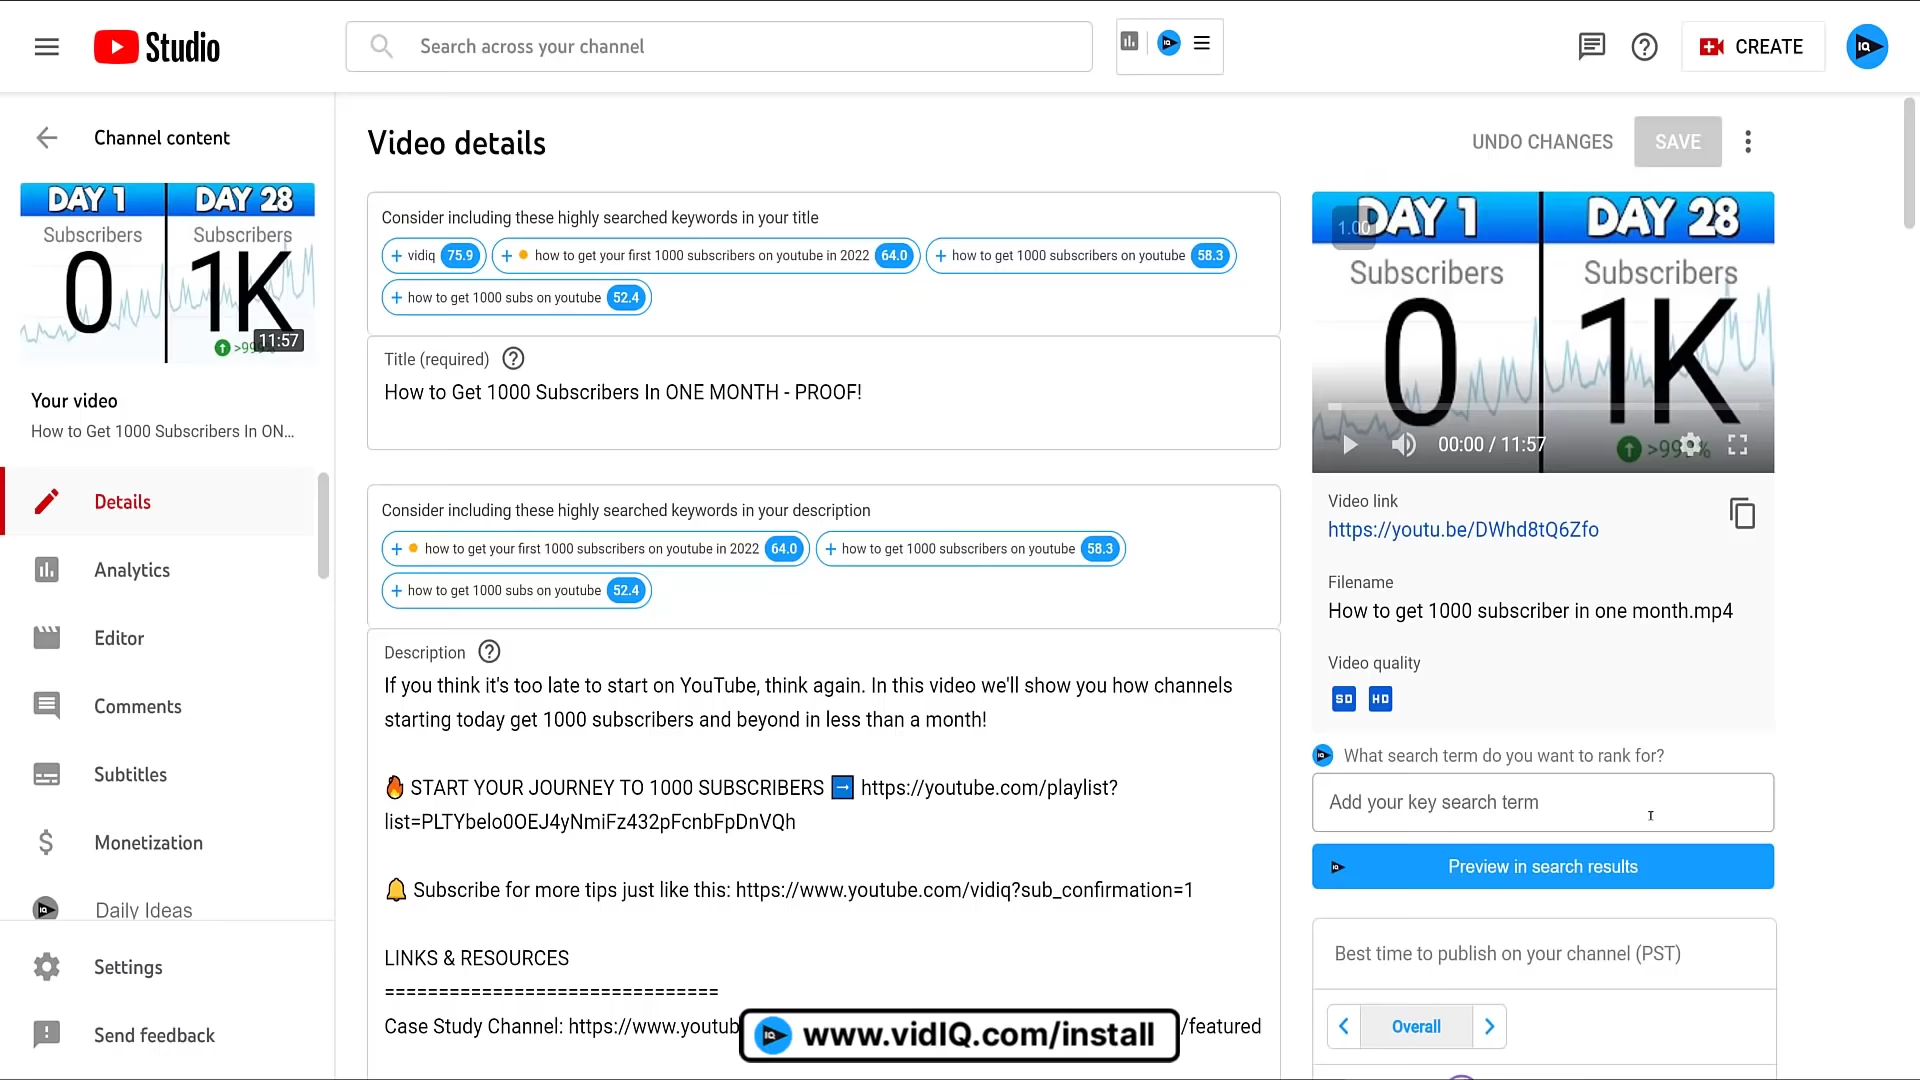 Studio
Search across your channel
CREATE
Channel content
DAY 1
DAY 28
Subscribers
Subscribers
0
1K
11:57
Your video
How to Get 1000 Subscribers In ON...
Details
Analytics
Editor
Comments
Subtitles
Monetization
Daily Ideas
Settings
Send feedback
Video details
UNDO CHANGES
SAVE
Consider including these highly searched keywords in your title
+ vidiq 75.9
+ how to get your first 1000 subscribers on youtube in 2022 64.0
+ how to get 1000 subscribers on youtube 58.3
+ how to get 1000 subs on youtube 52.4
Title (required)
How to Get 1000 Subscribers In ONE MONTH - PROOF!
Consider including these highly searched keywords in your description
+ how to get your first 1000 subscribers on youtube in 2022 64.0
+ how to get 1000 subscribers on youtube 58.3
+ how to get 1000 subs on youtube 52.4
Description
If you think it's too late to start on YouTube, think again. In this video we'll show you how channels
starting today get 1000 subscribers and beyond in less than a month!
🔥 START YOUR JOURNEY TO 1000 SUBSCRIBERS ➡ https://youtube.com/playlist?
list=PLTYbelo0OEJ4yNmiFz432pFcnbFpDnVQh
🔔 Subscribe for more tips just like this: https://www.youtube.com/vidiq?sub_confirmation=1
LINKS & RESOURCES
===============================
Case Study Channel: https://www.youtub
/featured
www.vidIQ.com/install
1.00
DAY 1
DAY 28
Subscribers
Subscribers
0
1K
00:00 / 11:57
Video link
https://youtu.be/DWhd8tQ6Zfo
Filename
How to get 1000 subscriber in one month.mp4
Video quality
SD HD
What search term do you want to rank for?
Add your key search term
Preview in search results
Best time to publish on your channel (PST)
Overall